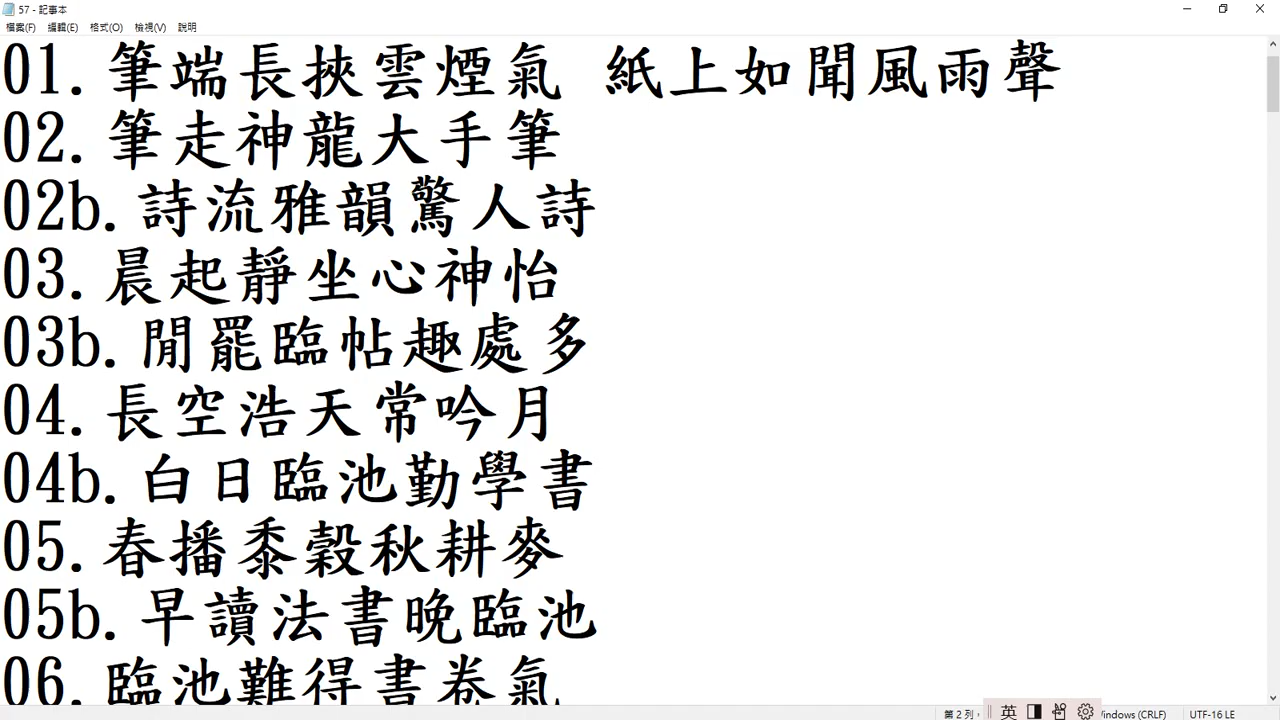 57 - 記事本
檔案(F) 編輯(E) 格式(O) 檢視(V) 說明
01.筆端長挾雲煙氣 紙上如聞風雨聲
02.筆走神龍大手筆
02b.詩流雅韻驚人詩
03.晨起靜坐心神怡
03b.閒罷臨帖趣處多
04.長空浩天常吟月
04b.白日臨池勤學書
05.春播黍穀秋耕麥
05b.早讀法書晚臨池
06.臨池難得書卷氣
第 2 列， 英 Windows (CRLF) UTF-16 LE